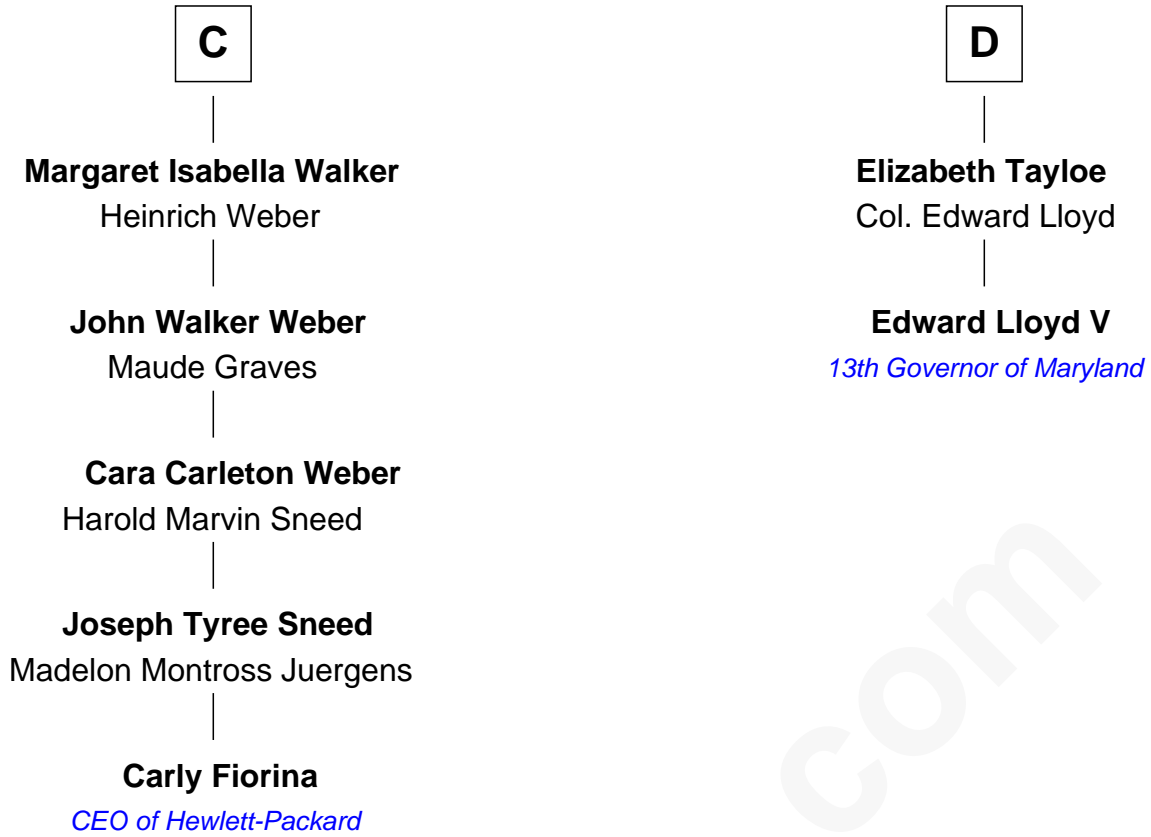 C
Margaret Isabella Walker
Heinrich Weber
John Walker Weber
Maude Graves
Cara Carleton Weber
Harold Marvin Sneed
Joseph Tyree Sneed
Madelon Montross Juergens
Carly Fiorina
CEO of Hewlett-Packard
D
Elizabeth Tayloe
Col. Edward Lloyd
Edward Lloyd V
13th Governor of Maryland
com